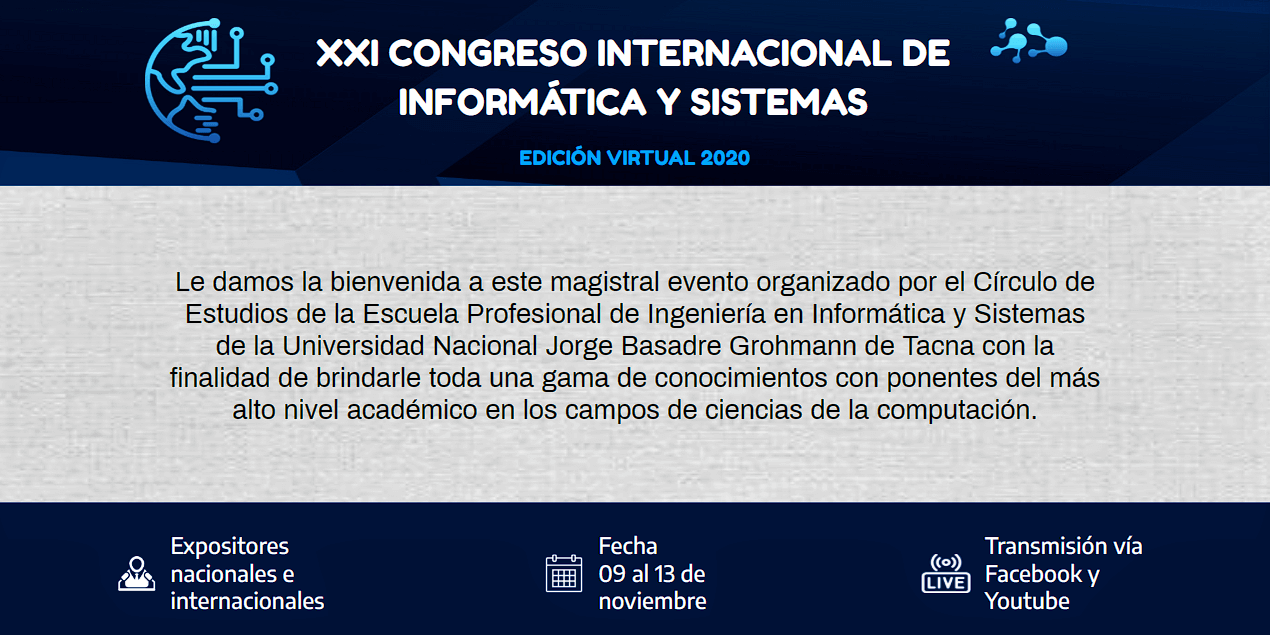 XXI CONGRESO INTERNACIONAL DE
INFORMÁTICA Y SISTEMAS
EDICIÓN VIRTUAL 2020
Le damos la bienvenida a este magistral evento organizado por el Círculo de
Estudios de la Escuela Profesional de Ingeniería en Informática y Sistemas
de la Universidad Nacional Jorge Basadre Grohmann de Tacna con la
finalidad de brindarle toda una gama de conocimientos con ponentes del más
alto nivel académico en los campos de ciencias de la computación.
Expositores
nacionales e
internacionales
Fecha
09 al 13 de
noviembre
LIVE
Transmisión vía
Facebook y
Youtube